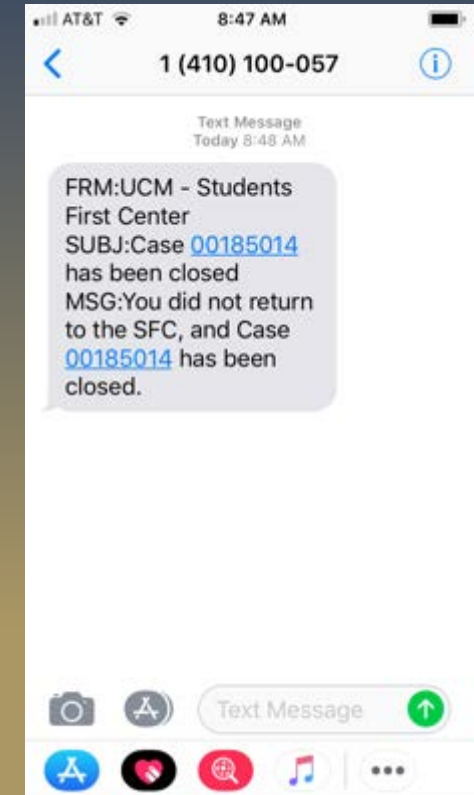 AT&T 8:47 AM
1 (410) 100-057
Text Message
Today 8:48 AM
FRM:UCM - Students
First Center
SUBJ:Case 00185014
has been closed
MSG:You did not return
to the SFC, and Case
00185014 has been
closed.
Text Message